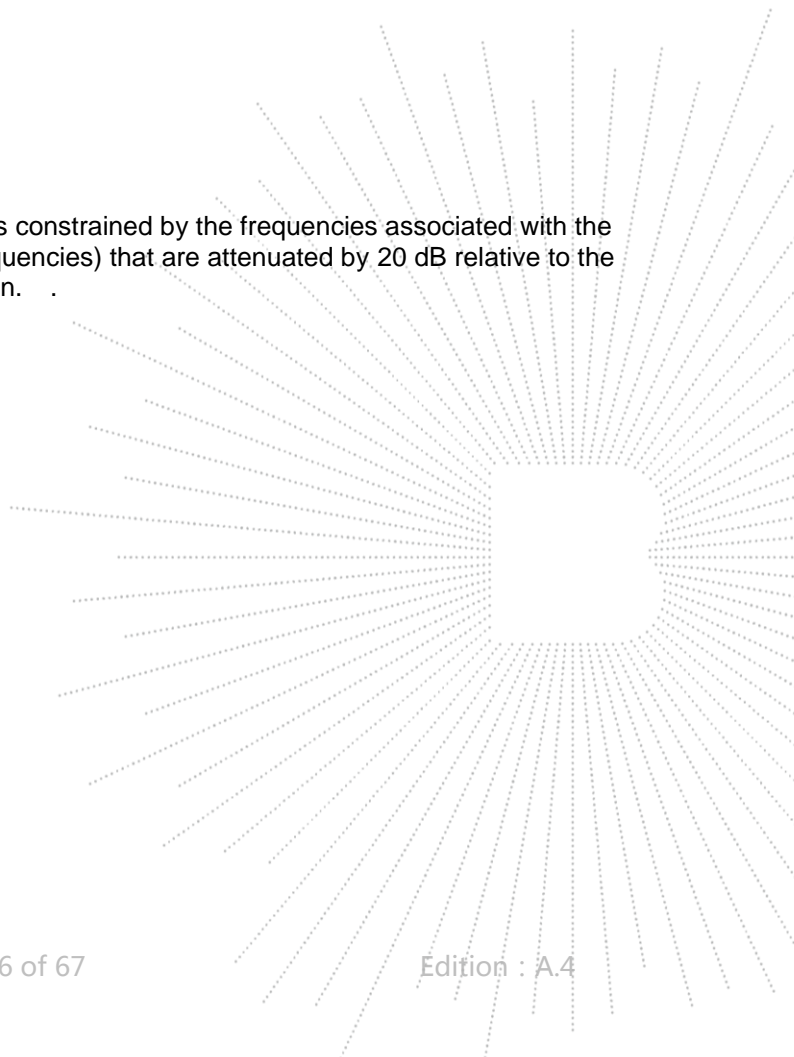 s constrained by the frequencies associated with the
quencies) that are attenuated by 20 dB relative to the
n. .
6 of 67 Edition : A.4